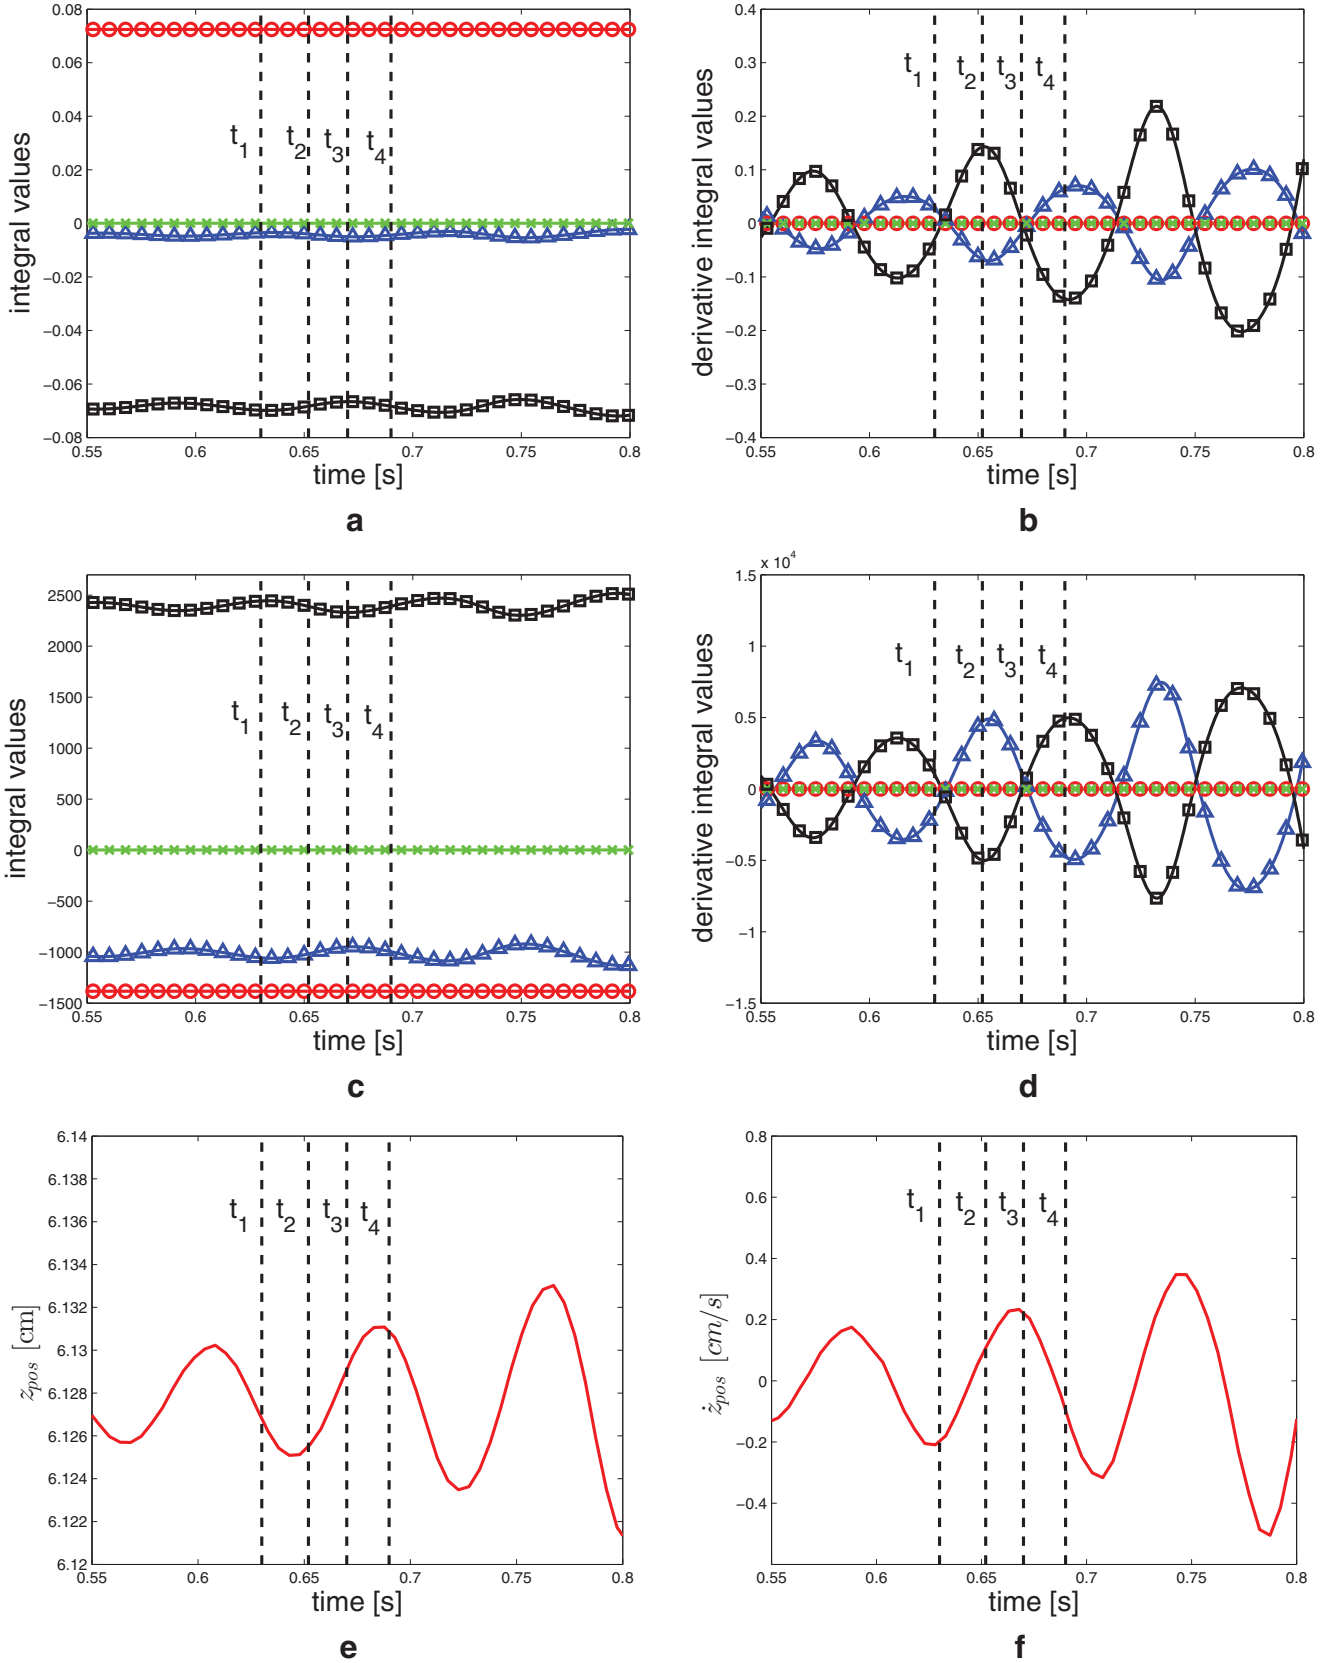 0.08
0.06
0.04
0.02
0
−0.02
−0.04
−0.06
−0.08
integral values
t1 t2 t3 t4
0.55 0.6 0.65 0.7 0.75 0.8
time [s]
a
0.4
0.3
0.2
0.1
0
−0.1
−0.2
−0.3
−0.4
derivative integral values
t1 t2 t3 t4
0.55 0.6 0.65 0.7 0.75 0.8
time [s]
b
2500
2000
1500
1000
500
0
−500
−1000
−1500
integral values
t1 t2 t3 t4
0.55 0.6 0.65 0.7 0.75 0.8
time [s]
c
x 10^4
1.5
1
0.5
0
−0.5
−1
−1.5
derivative integral values
t1 t2 t3 t4
0.55 0.6 0.65 0.7 0.75 0.8
time [s]
d
6.14
6.138
6.136
6.134
6.132
6.13
6.128
6.126
6.124
6.122
6.12
z_pos [cm]
t1 t2 t3 t4
0.55 0.6 0.65 0.7 0.75 0.8
time [s]
e
0.8
0.6
0.4
0.2
0
−0.2
−0.4
ż_pos [cm/s]
t1 t2 t3 t4
0.55 0.6 0.65 0.7 0.75 0.8
time [s]
f